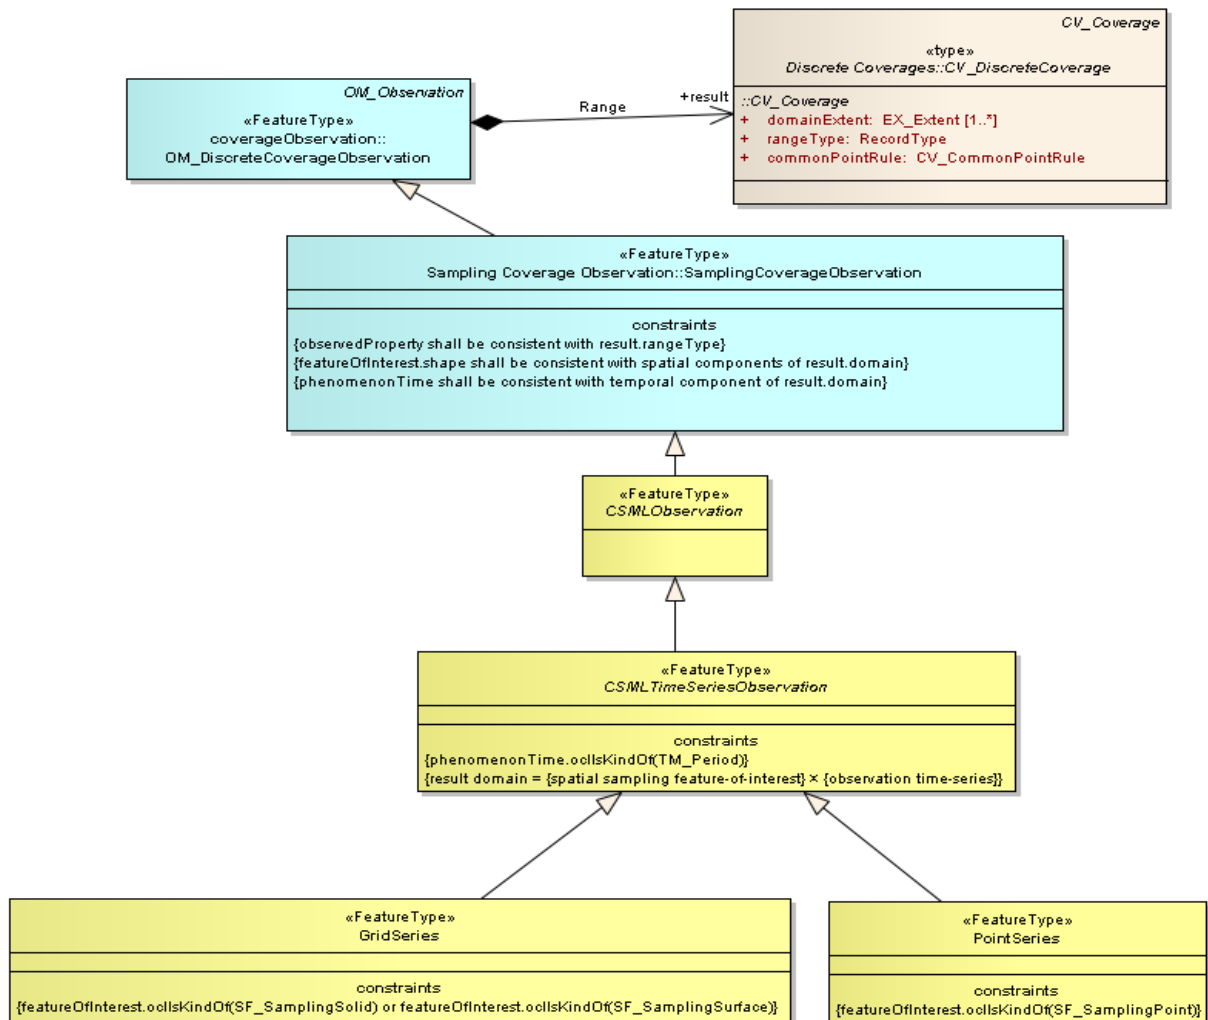 CV_Coverage
«type»
Discrete Coverages::CV_DiscreteCoverage
::CV_Coverage
+ domainExtent: EX_Extent [1..*]
+ rangeType: RecordType
+ commonPointRule: CV_CommonPointRule
OM_Observation
«FeatureType»
coverageObservation::
OM_DiscreteCoverageObservation
Range
+result
«FeatureType»
Sampling Coverage Observation::SamplingCoverageObservation
constraints
{observedProperty shall be consistent with result.rangeType}
{featureOfInterest.shape shall be consistent with spatial components of result.domain}
{phenomenonTime shall be consistent with temporal component of result.domain}
«FeatureType»
CSMLObservation
«FeatureType»
CSMLTimeSeriesObservation
constraints
{phenomenonTime.oclIsKindOf(TM_Period)}
{result domain = {spatial sampling feature-of-interest} × {observation time-series}}
«FeatureType»
GridSeries
constraints
{featureOfInterest.oclIsKindOf(SF_SamplingSolid) or featureOfInterest.oclIsKindOf(SF_SamplingSurface)}
«FeatureType»
PointSeries
constraints
{featureOfInterest.oclIsKindOf(SF_SamplingPoint)}